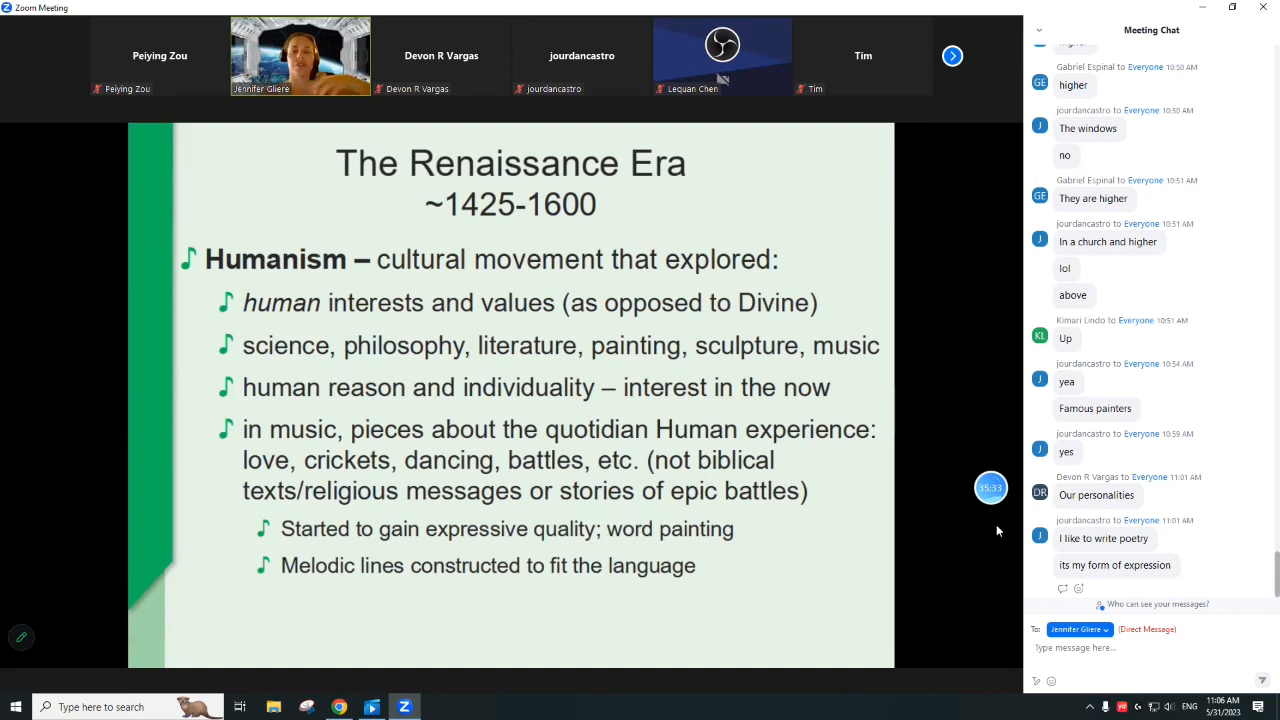 Zoom Meeting
Peiying Zou
Devon R Vargas
jourdancastro
Tim
Peiying Zou
Jennifer Gliere
Devon R Vargas
jourdancastro
Lequan Chen
Tim
The Renaissance Era
~1425-1600
Humanism – cultural movement that explored:
human interests and values (as opposed to Divine)
science, philosophy, literature, painting, sculpture, music
human reason and individuality – interest in the now
in music, pieces about the quotidian Human experience:
love, crickets, dancing, battles, etc. (not biblical
texts/religious messages or stories of epic battles)
Started to gain expressive quality; word painting
Melodic lines constructed to fit the language
35:33
Meeting Chat
higher
Gabriel Espinal to Everyone 10:50 AM
GE
higher
jourdancastro to Everyone 10:50 AM
J
The windows
no
Gabriel Espinal to Everyone 10:51 AM
GE
They are higher
jourdancastro to Everyone 10:51 AM
J
In a church and higher
lol
above
Kimari Lindo to Everyone 10:51 AM
KL
Up
jourdancastro to Everyone 10:54 AM
J
yea
Famous painters
jourdancastro to Everyone 10:59 AM
J
yes
Devon R Vargas to Everyone 11:01 AM
DR
Our personalities
jourdancastro to Everyone 11:01 AM
J
I like to write poetry
its my form of expression
Who can see your messages?
To: Jennifer Gliere (Direct Message)
Type message here...
Type here to search
ENG
11:06 AM
5/31/2023